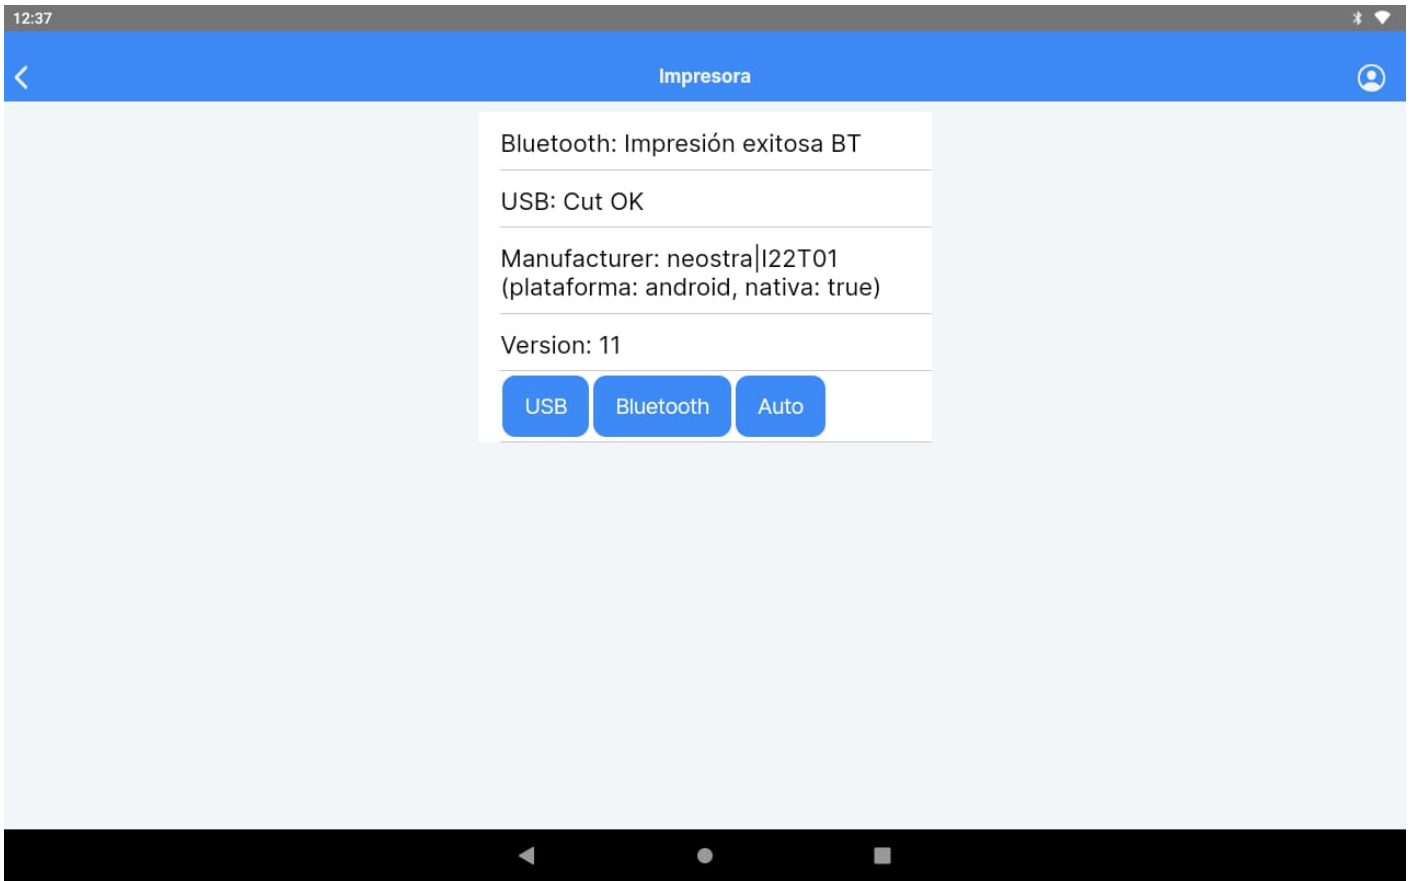 12:37
Impresora
Bluetooth: Impresión exitosa BT
USB: Cut OK
Manufacturer: neostra|I22T01
(plataforma: android, nativa: true)
Version: 11
USB Bluetooth Auto